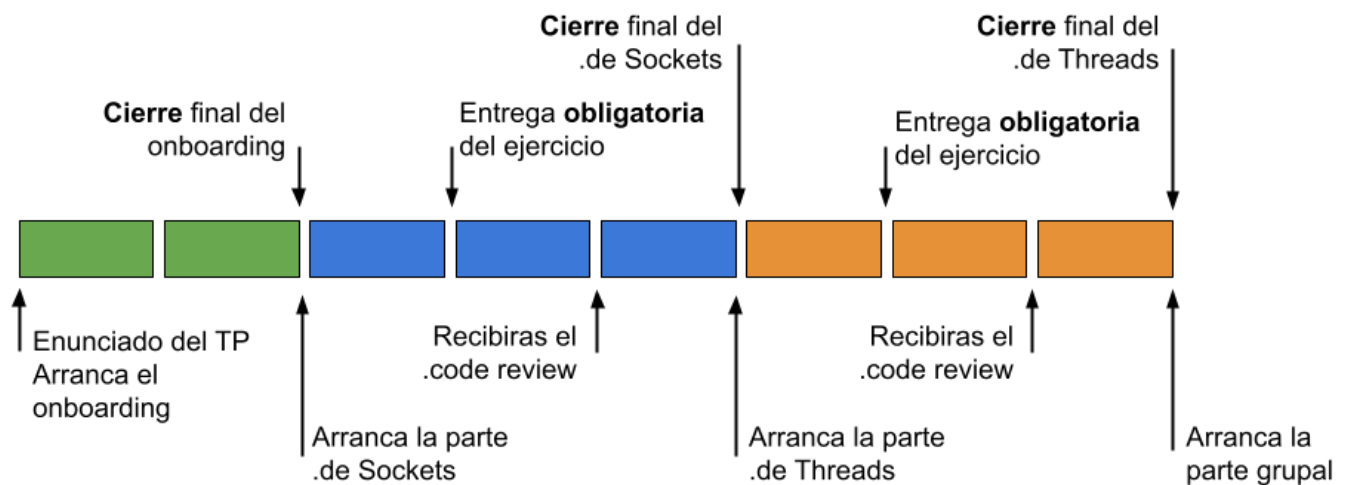 Cierre final del
.de Sockets
Cierre final del
.de Threads
Cierre final del
onboarding
Entrega obligatoria
del ejercicio
Entrega obligatoria
del ejercicio
Enunciado del TP
Arranca el
onboarding
Recibiras el
.code review
Recibiras el
.code review
Arranca la parte
.de Sockets
Arranca la parte
.de Threads
Arranca la
parte grupal